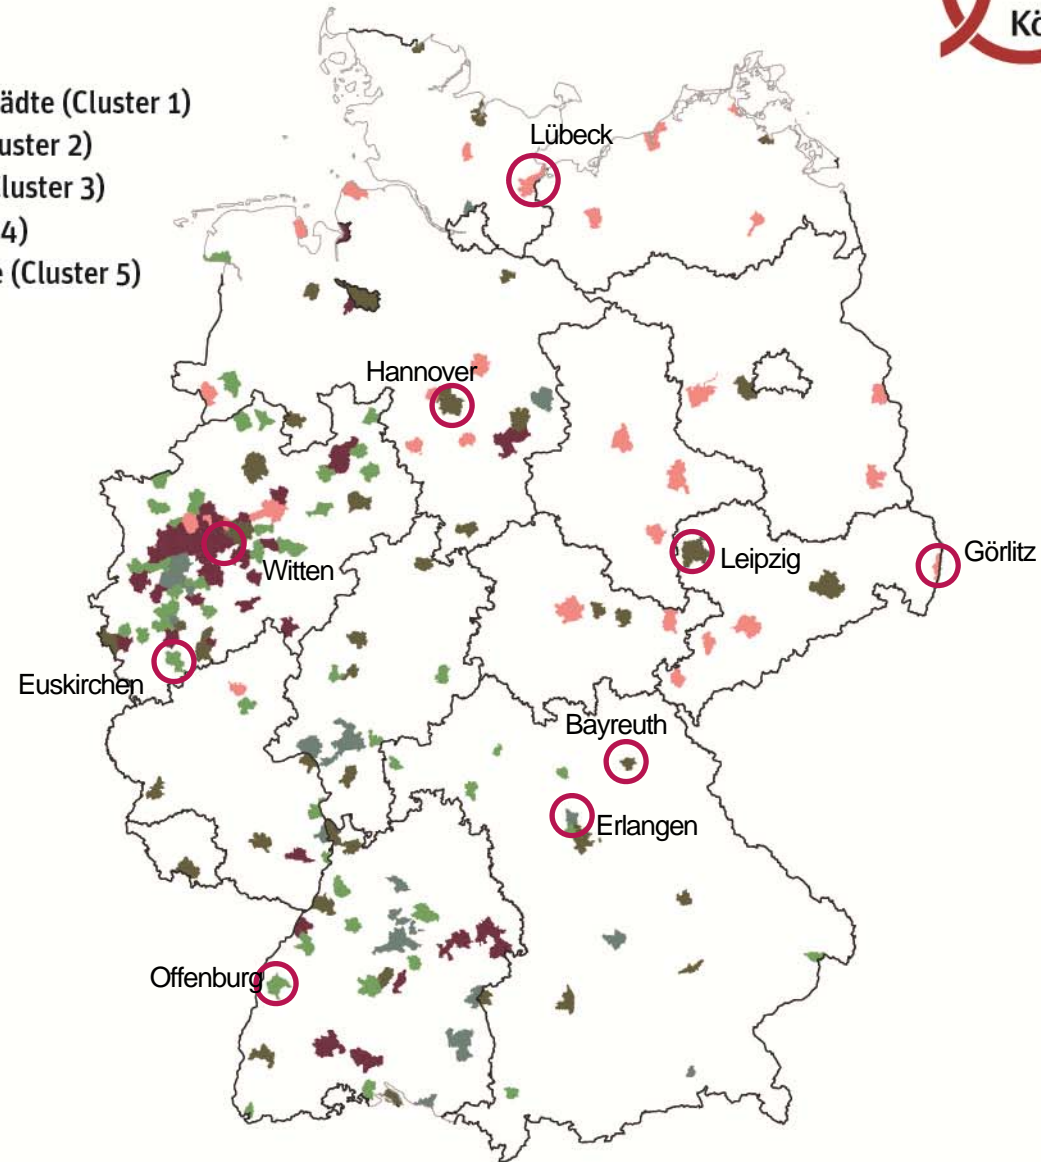 Kö
ädte (Cluster 1)
uster 2)
Cluster 3)
4)
e (Cluster 5)
Lübeck
Hannover
Witten
Leipzig
Görlitz
Euskirchen
Bayreuth
Erlangen
Offenburg